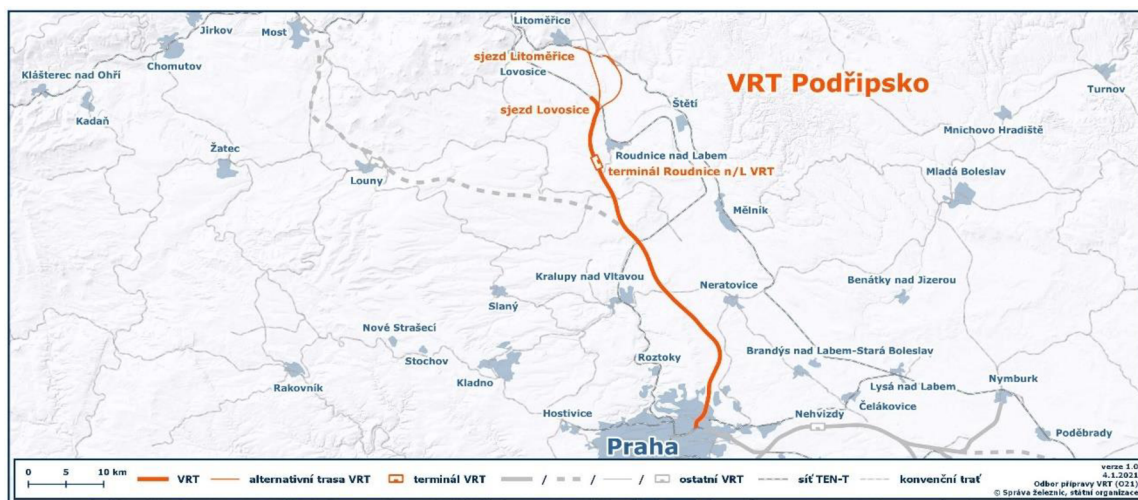 Jirkov
Most
Litoměřice
Chomutov
sjezd Litoměřice
Klášterec nad Ohří
Lovosice
VRT Podřipsko
Turnov
Kadaň
sjezd Lovosice
Štětí
Mnichovo Hradiště
Žatec
Roudnice nad Labem
Louny
terminál Roudnice n/L VRT
Mladá Boleslav
Mělník
Kralupy nad Vltavou
Neratovice
Benátky nad Jizerou
Slaný
Nové Strašecí
Stochov
Brandýs nad Labem-Stará Boleslav
Roztoky
Rakovník
Kladno
Lysá nad Labem
Nymburk
Čelákovice
Hostivice
Nehvizdy
Poděbrady
Praha
0 5 10 km
VRT
alternativní trasa VRT
terminál VRT
/ / /
ostatní VRT
síť TEN-T
konvenční trať
verze 1.0
4.1.2021
Odbor přípravy VRT (O21)
© Správa železnic, státní organizac